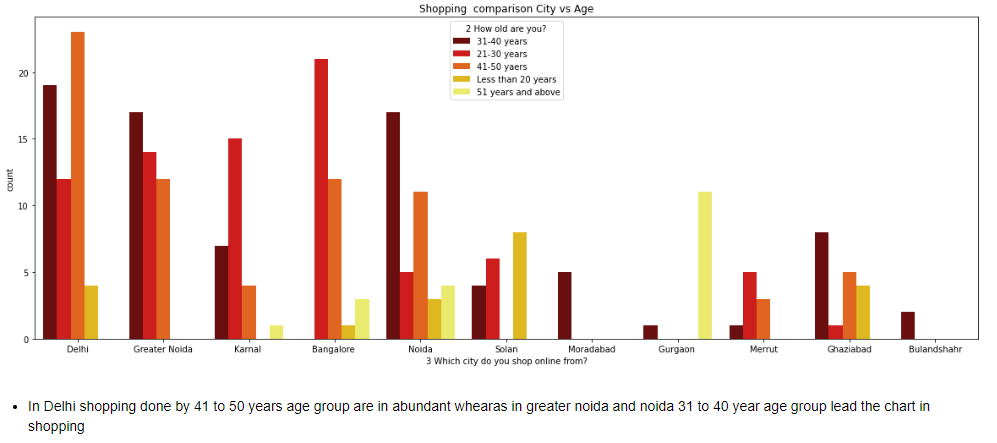 Shopping  comparison City vs Age
2 How old are you?
31-40 years
21-30 years
41-50 yaers
Less than 20 years
51 years and above
20
15
10
5
0
count
Delhi
Greater Noida
Karnal
Bangalore
Noida
Solan
Moradabad
Gurgaon
Merrut
Ghaziabad
Bulandshahr
3 Which city do you shop online from?
• In Delhi shopping done by 41 to 50 years age group are in abundant whearas in greater noida and noida 31 to 40 year age group lead the chart in
shopping